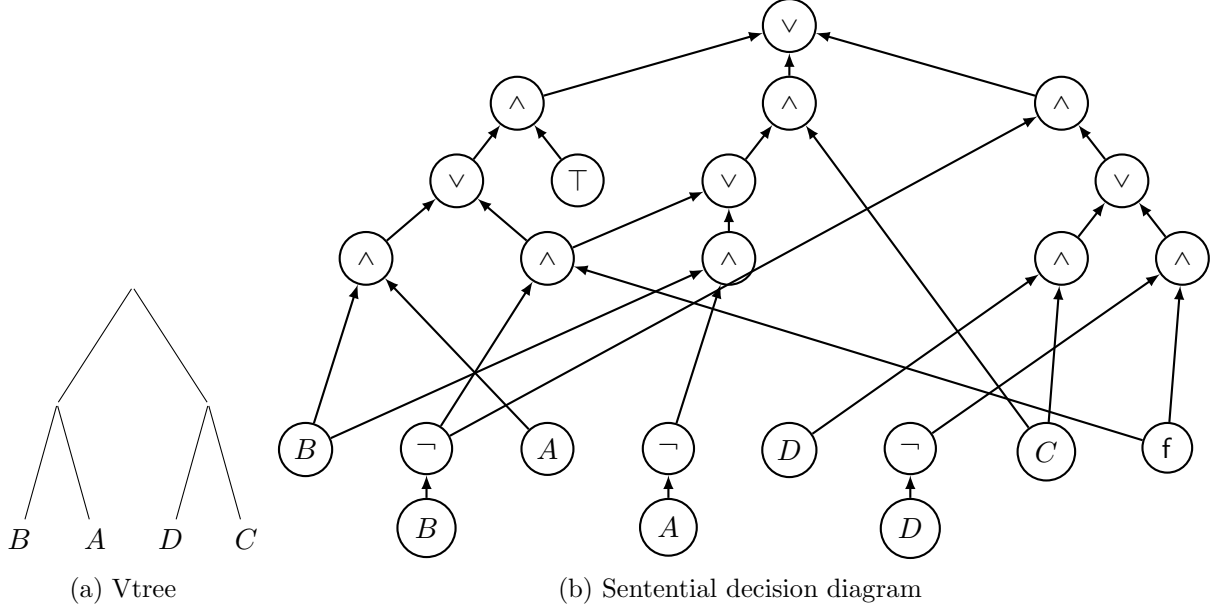 ∨
∧ ∧ ∧
∨ ⊤ ∨ ∨
∧ ∧ ∧ ∧ ∧
B ¬ A ¬ D ¬ C f
B A D
B A D C
(a) Vtree
(b) Sentential decision diagram